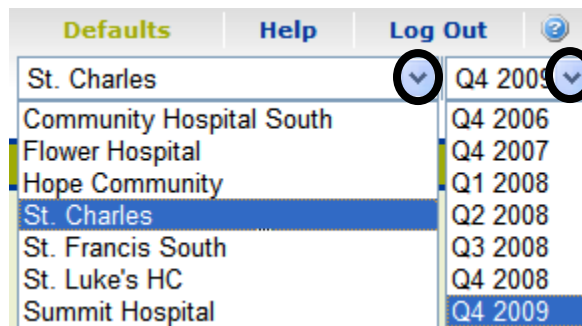 Defaults Help Log Out ?
St. Charles Q4 2009
Community Hospital South Q4 2006
Flower Hospital Q4 2007
Hope Community Q1 2008
St. Charles Q2 2008
St. Francis South Q3 2008
St. Luke's HC Q4 2008
Summit Hospital Q4 2009